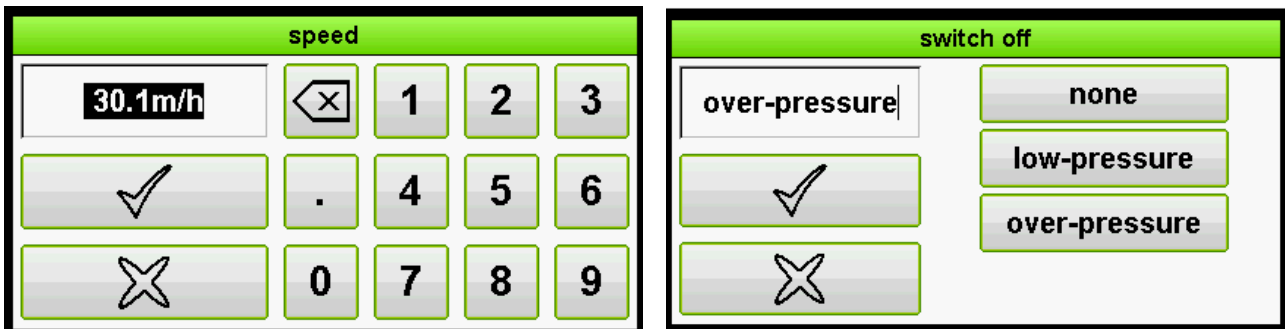 speed
30.1m/h
1 2 3
. 4 5 6
0 7 8 9
switch off
over-pressure
none
low-pressure
over-pressure